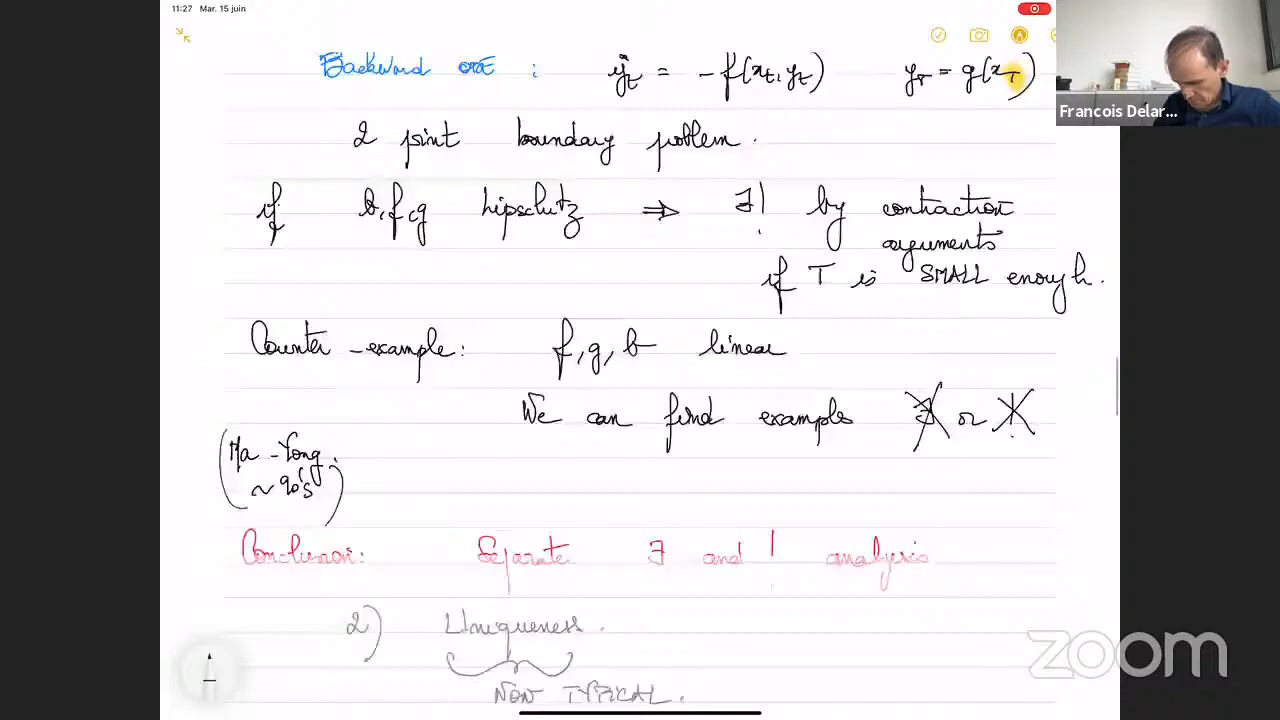 11:27 Mar. 15 juin
Backward ODE : ẏt = -f(xt, yt) yT = g(xT)
2 point boundary problem.
if b, f, g Lipschitz ⇒ ∃! by contraction
arguments
if T is SMALL enough.
Counter-example: f, g, b linear
We can find example ∃ or !
(Ma-Yong
~ 90's)
Conclusion: Separate ∃ and ! analysis
2) Uniqueness.
NON TYPICAL.
Francois Delar...
zoom